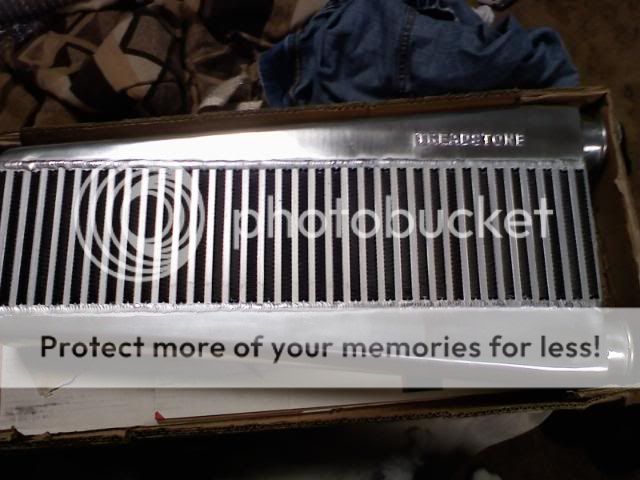 TREADSTONE
photobucket
Protect more of your memories for less!